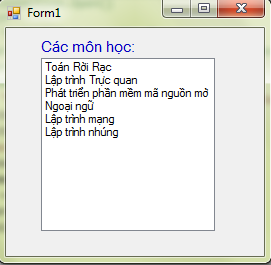 Form1
Các môn học:
Toán Rời Rạc
Lập trình Trực quan
Phát triển phần mềm mã nguồn mở
Ngoại ngữ
Lập trình mạng
Lập trình nhúng